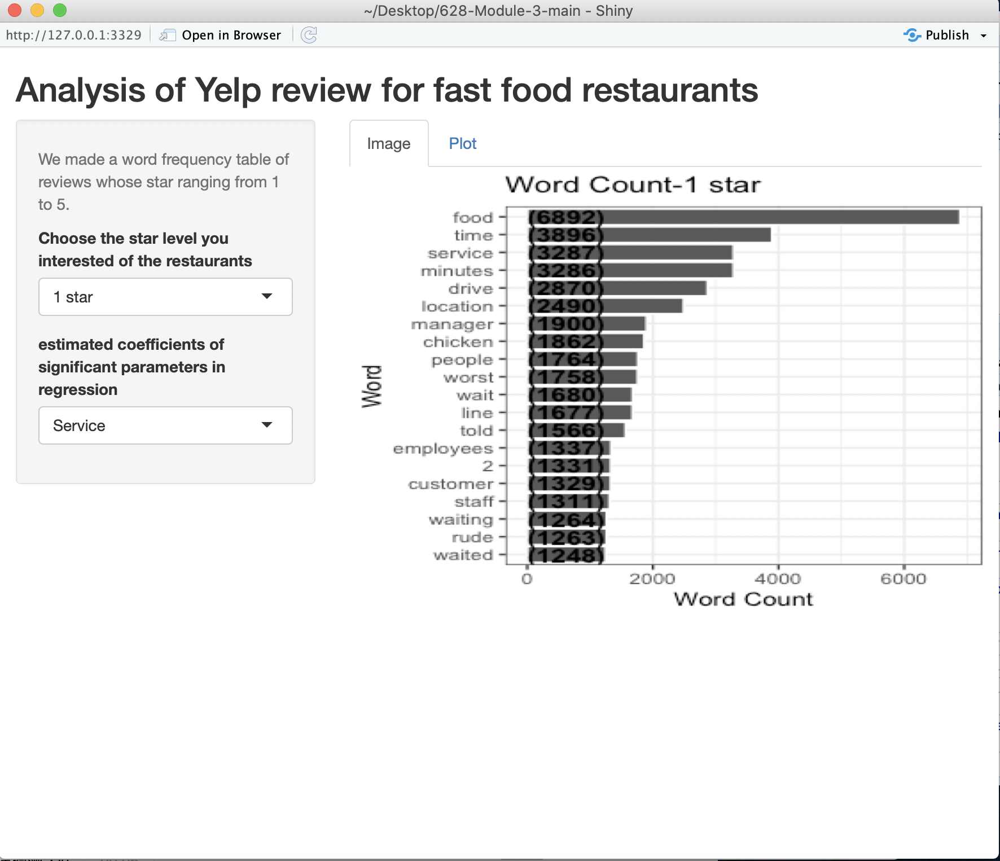 ~/Desktop/628-Module-3-main - Shiny
http://127.0.0.1:3329
Open in Browser
Publish
Analysis of Yelp review for fast food restaurants
We made a word frequency table of
reviews whose star ranging from 1
to 5.
Choose the star level you
interested of the restaurants
1 star
estimated coefficients of
significant parameters in
regression
Service
Image
Plot
Word Count-1 star
Word
food (6892)
time (3896)
service (3287)
minutes (3286)
drive (2870)
location (2490)
manager (1900)
chicken (1862)
people (1764)
worst (1758)
wait (1680)
line (1677)
told (1566)
employees (1337)
2 (1331)
customer (1329)
staff (1311)
waiting (1264)
rude (1263)
waited (1248)
0 2000 4000 6000
Word Count